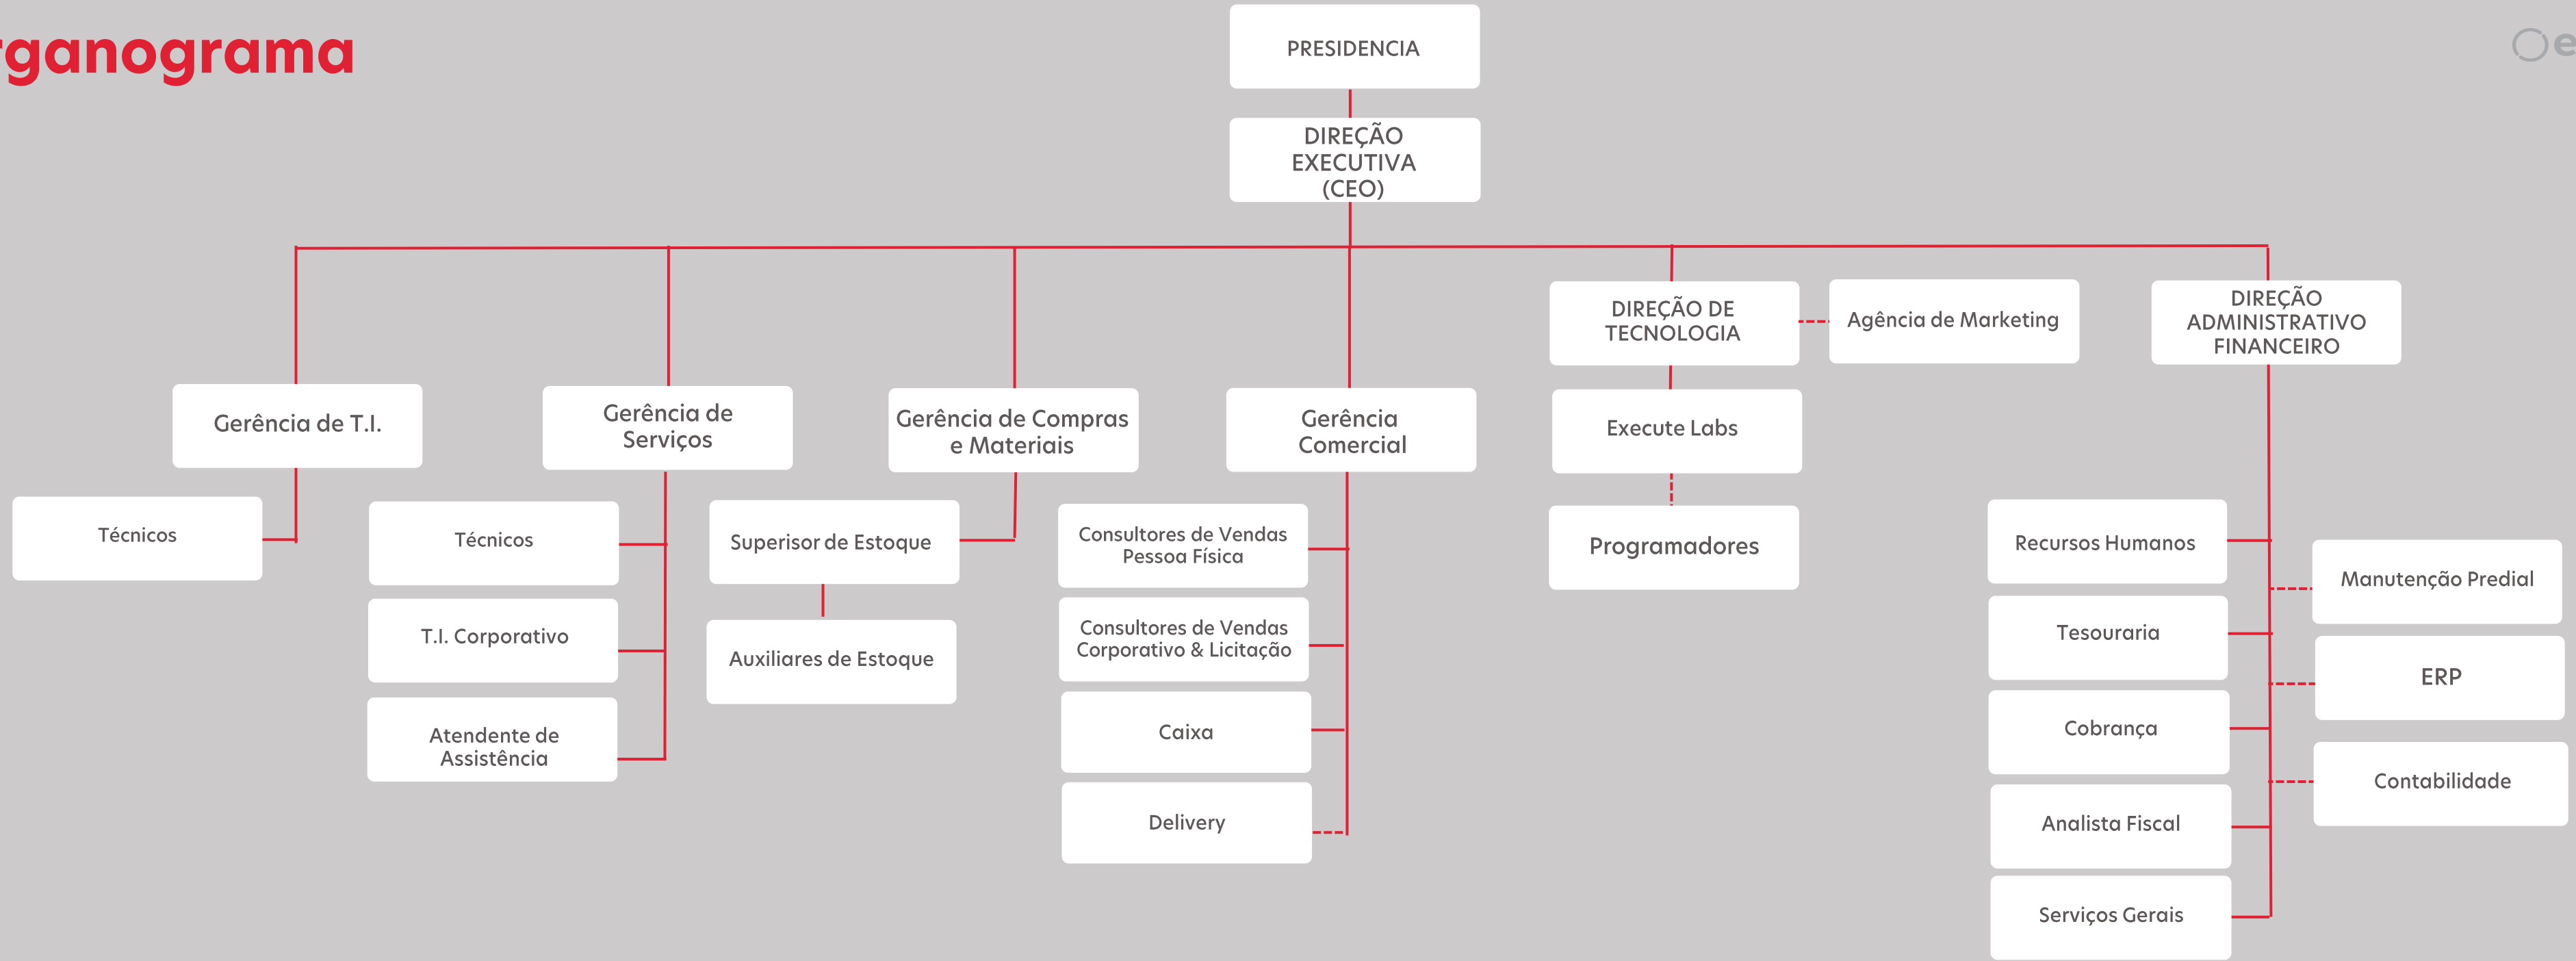 rganograma
PRESIDENCIA
DIREÇÃO
EXECUTIVA
(CEO)
DIREÇÃO DE
TECNOLOGIA
Agência de Marketing
DIREÇÃO
ADMINISTRATIVO
FINANCEIRO
Gerência de T.I.
Gerência de
Serviços
Gerência de Compras
e Materiais
Gerência
Comercial
Execute Labs
Técnicos
Técnicos
T.I. Corporativo
Atendente de
Assistência
Superisor de Estoque
Auxiliares de Estoque
Consultores de Vendas
Pessoa Física
Consultores de Vendas
Corporativo & Licitação
Caixa
Delivery
Programadores
Recursos Humanos
Tesouraria
Cobrança
Analista Fiscal
Serviços Gerais
Manutenção Predial
ERP
Contabilidade